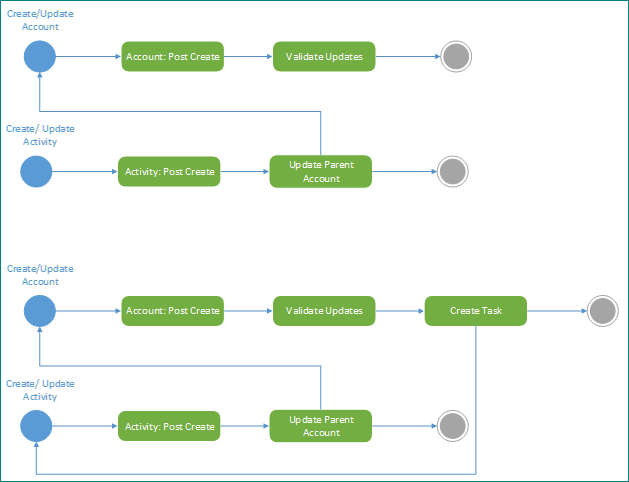 Create/Update
Account
Account: Post Create
Validate Updates
Create/ Update
Activity
Activity: Post Create
Update Parent
Account
Create/Update
Account
Account: Post Create
Validate Updates
Create Task
Create/ Update
Activity
Activity: Post Create
Update Parent
Account